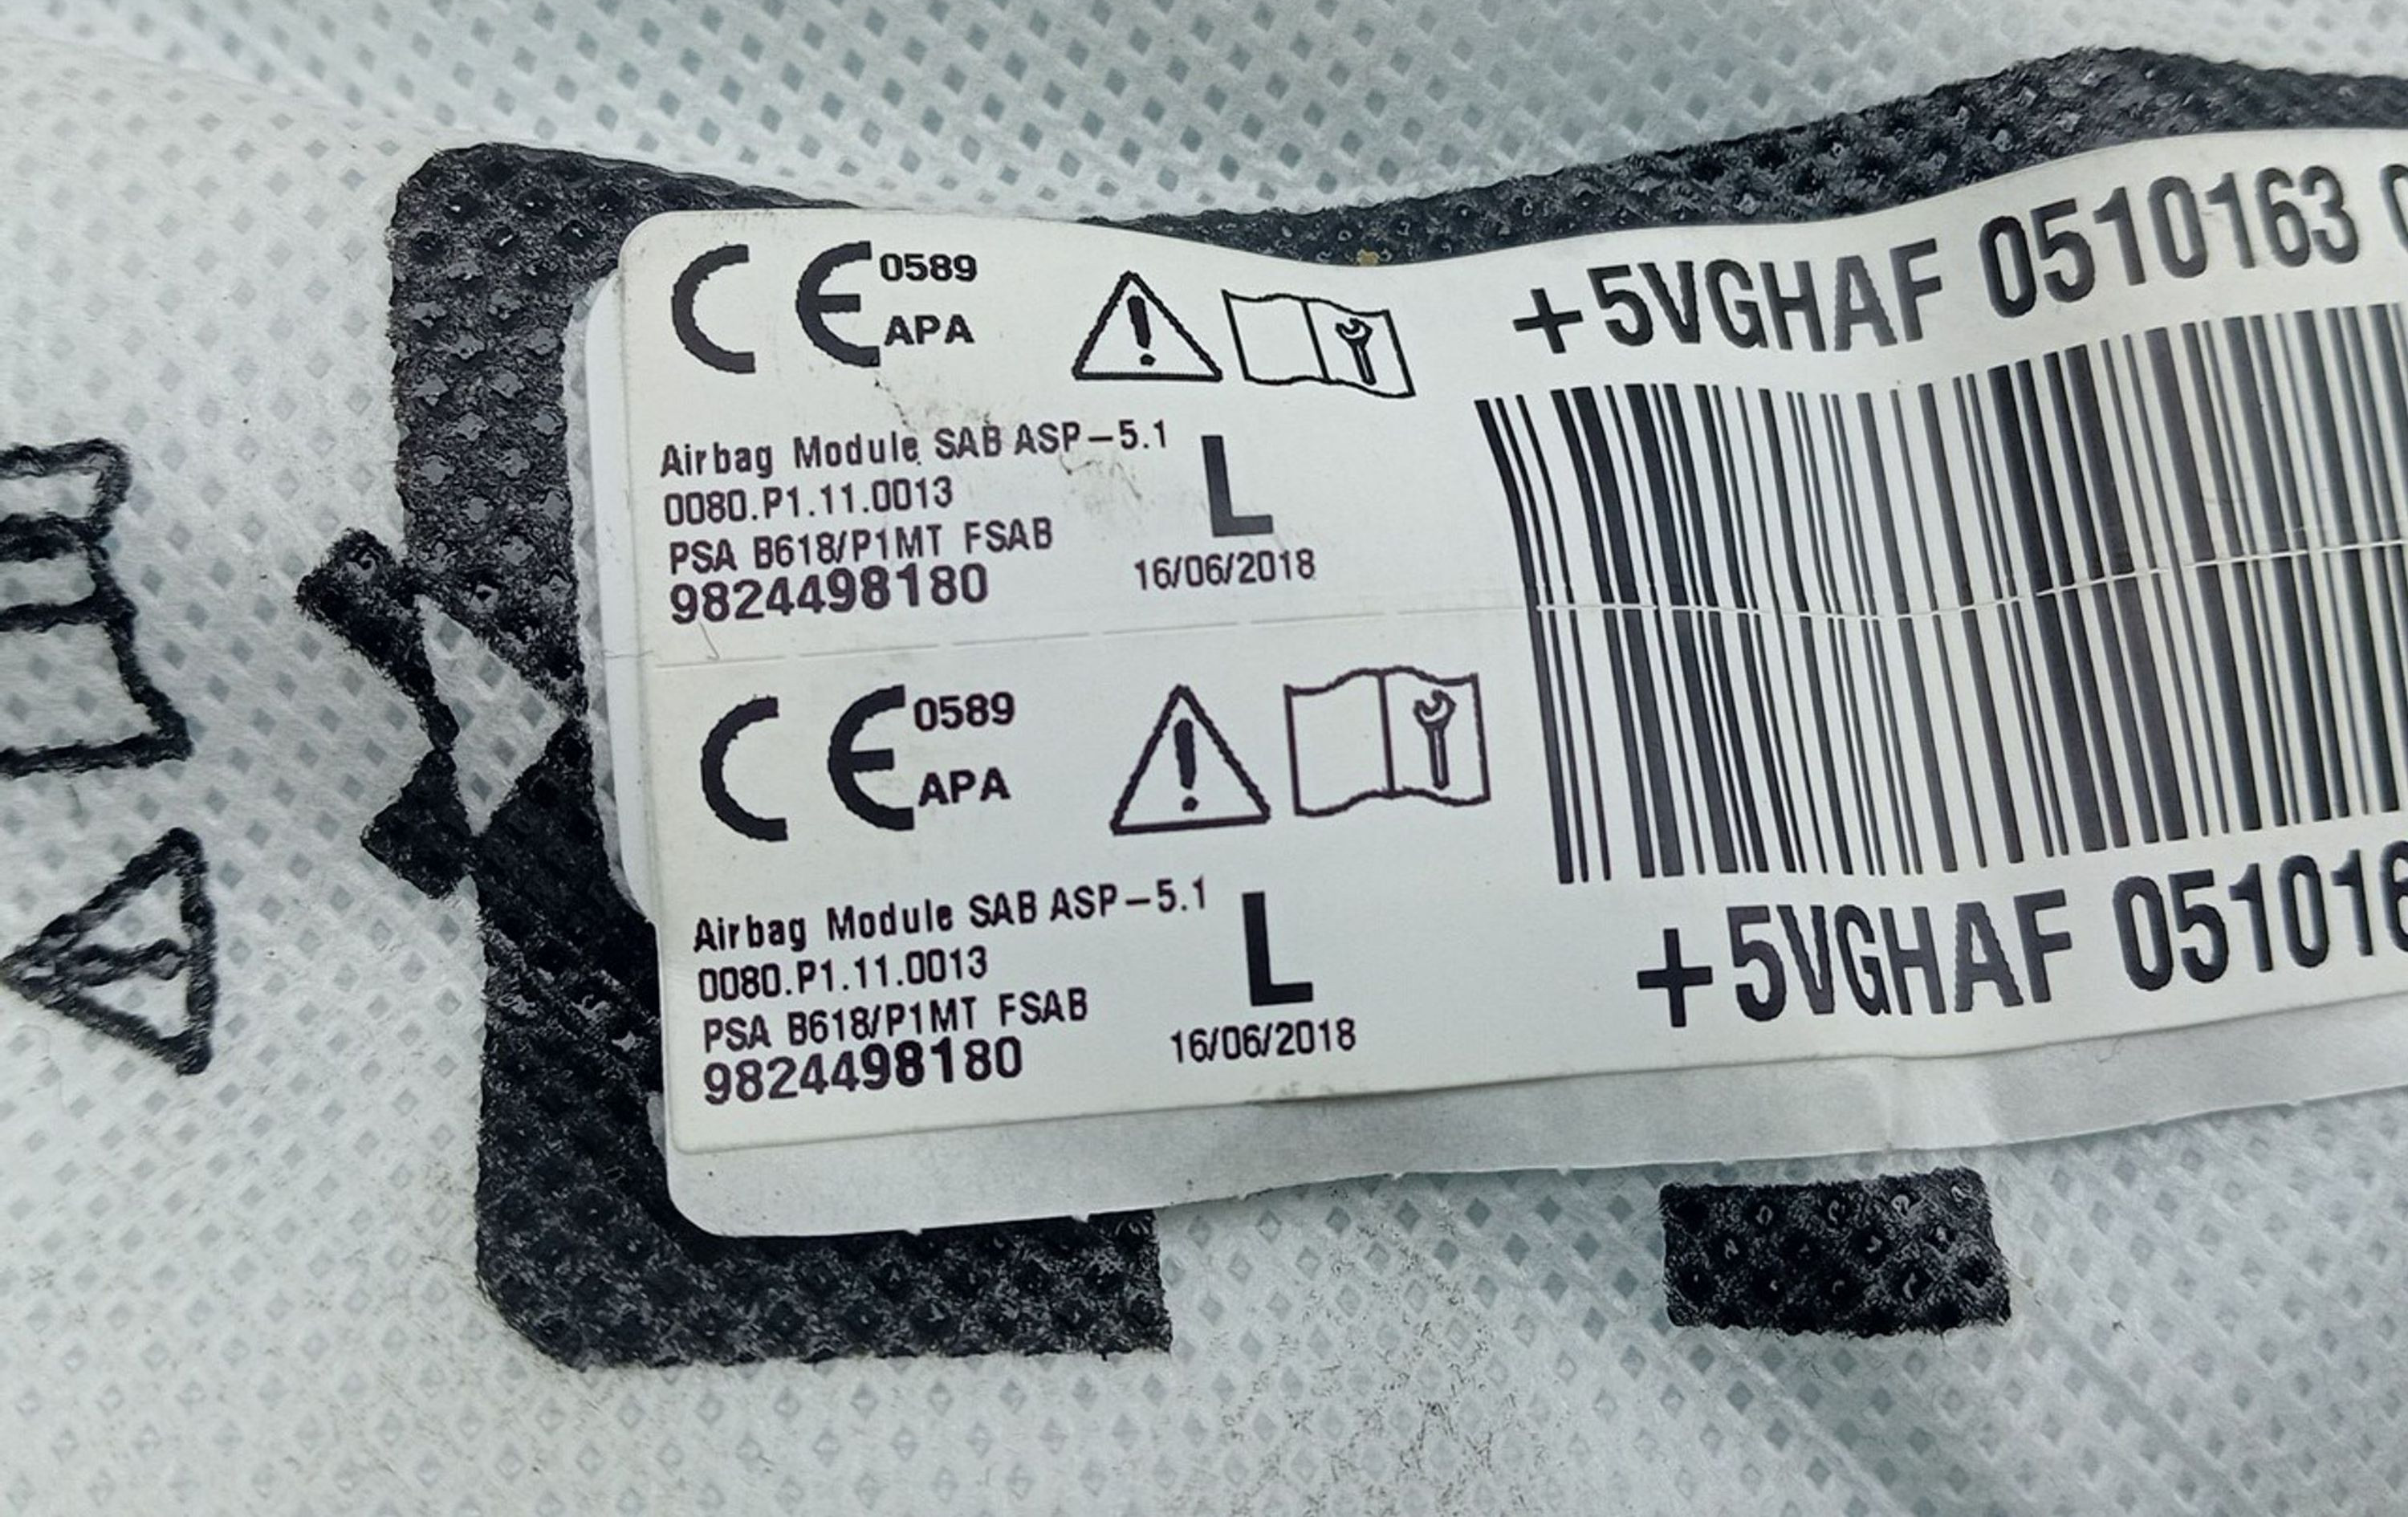 CE 0589
APA
+5VGHAF 0510163
Airbag Module SAB ASP-5.1
0080.P1.11.0013
PSA B618/P1MT FSAB
9824498180
L
16/06/2018
CE 0589
APA
Airbag Module SAB ASP-5.1
0080.P1.11.0013
PSA B618/P1MT FSAB
9824498180
L
16/06/2018
+5VGHAF 051016